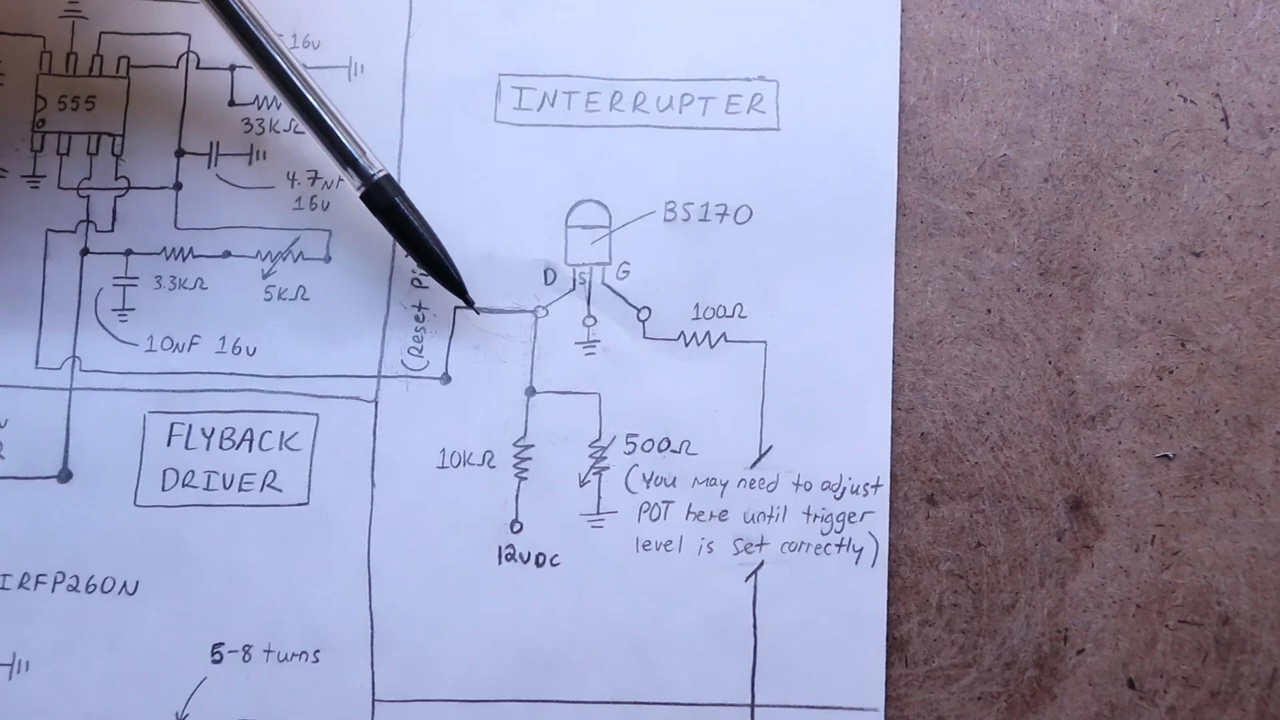 16v
555
33KΩ
4.7nF
16v
3.3KΩ
5KΩ
10nF 16v
(Reset Pin
FLYBACK
DRIVER
IRFP260N
5-8 turns
INTERRUPTER
BS170
D S G
100Ω
10KΩ
500Ω
(You may need to adjust
POT here until trigger
level is set correctly)
12VDC